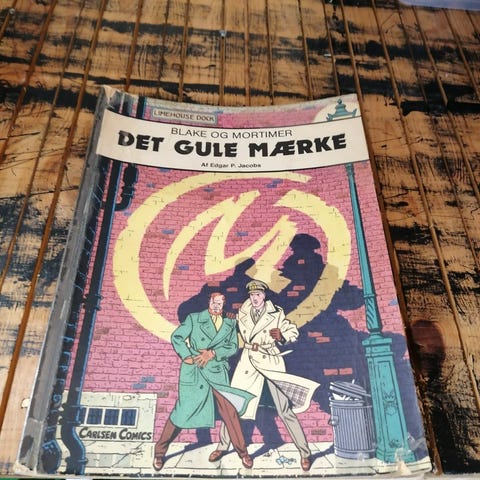 LIMEHOUSE DOCK
BLAKE OG MORTIMER
DET GULE MÆRKE
Af Edgar P. Jacobs
CARLSEN COMICS